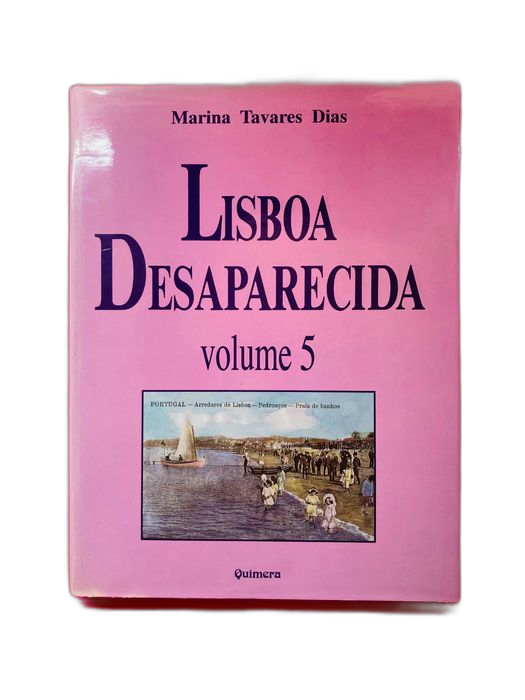 Marina Tavares Dias
LISBOA
DESAPARECIDA
volume 5
PORTUGAL — Arredores de Lisboa — Pedrouços — Praia de banhos
Quimera